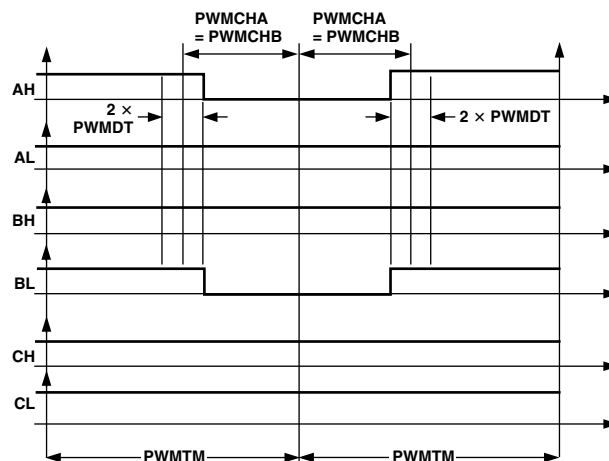 PWMCHA PWMCHA
= PWMCHB = PWMCHB
AH
2 × 2 × PWMDT
PWMDT
AL
BH
BL
CH
CL
PWMTM PWMTM